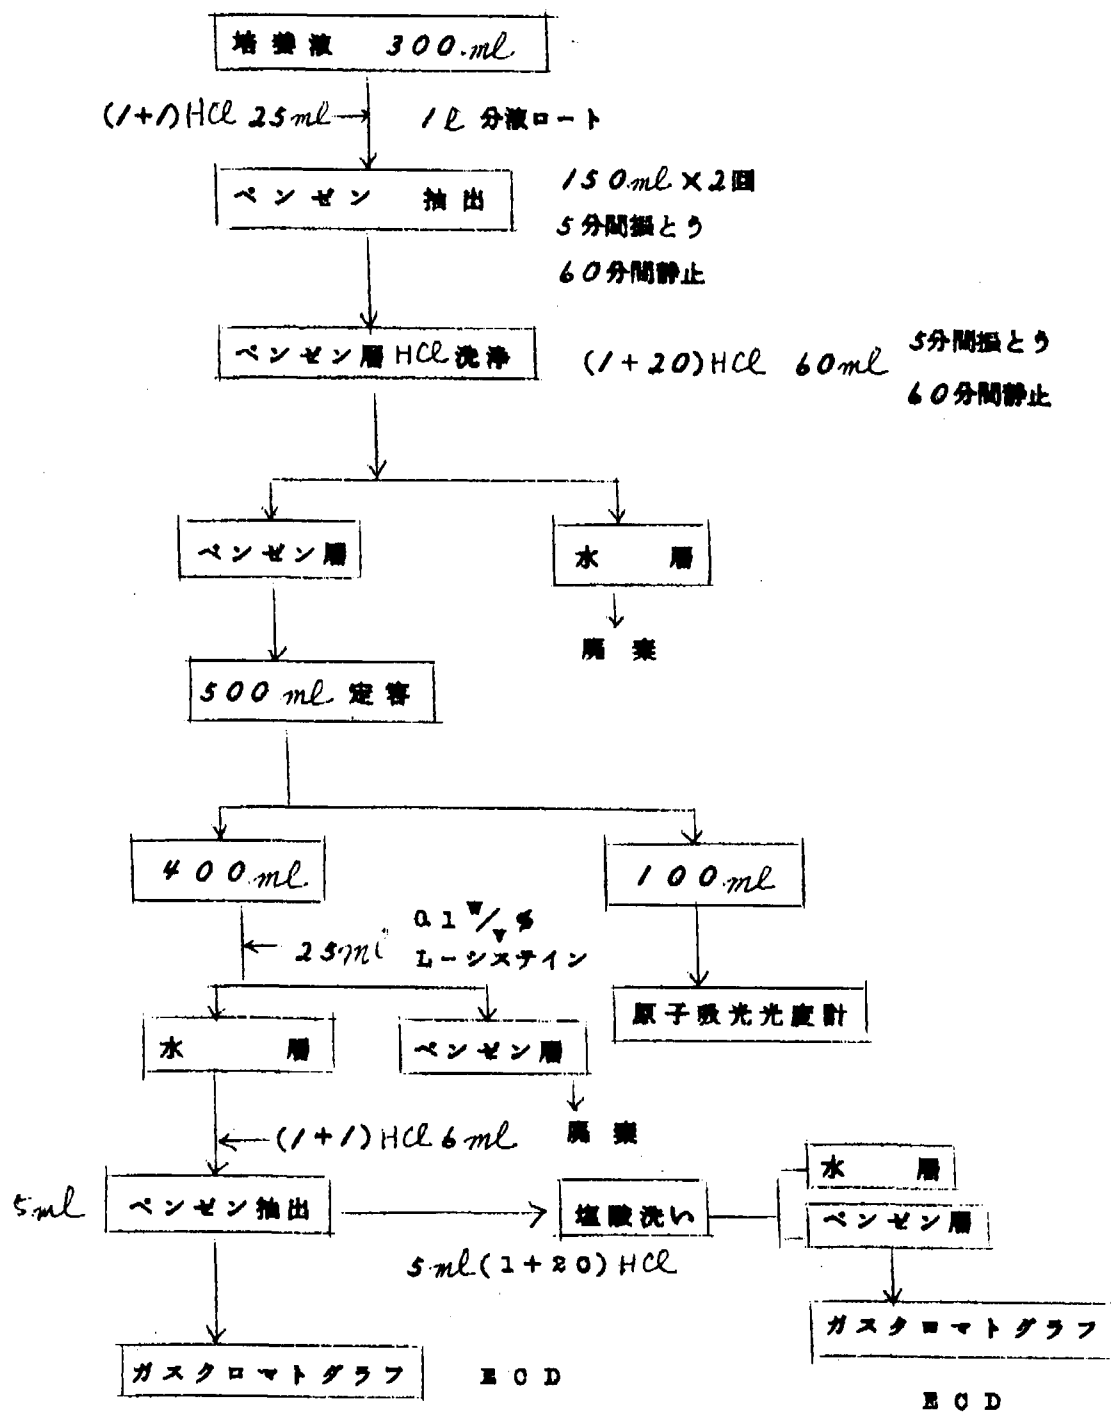 培養液 300ml
(1+1)HCl 25ml
1l 分液ロート
ベンゼン 抽出
150ml×2回
5分間振とう
60分間静止
ベンゼン層HCl洗浄
(1+20)HCl 60ml
5分間振とう
60分間静止
ベンゼン層
水 層
廃棄
500ml 定容
400ml
100ml
25ml
0.1 W/V %
L-システイン
原子吸光光度計
水 層
ベンゼン層
廃棄
(1+1)HCl 6ml
5ml
ベンゼン抽出
塩酸洗い
5ml(1+20)HCl
水 層
ベンゼン層
ガスクロマトグラフ
ECD
ガスクロマトグラフ
ECD